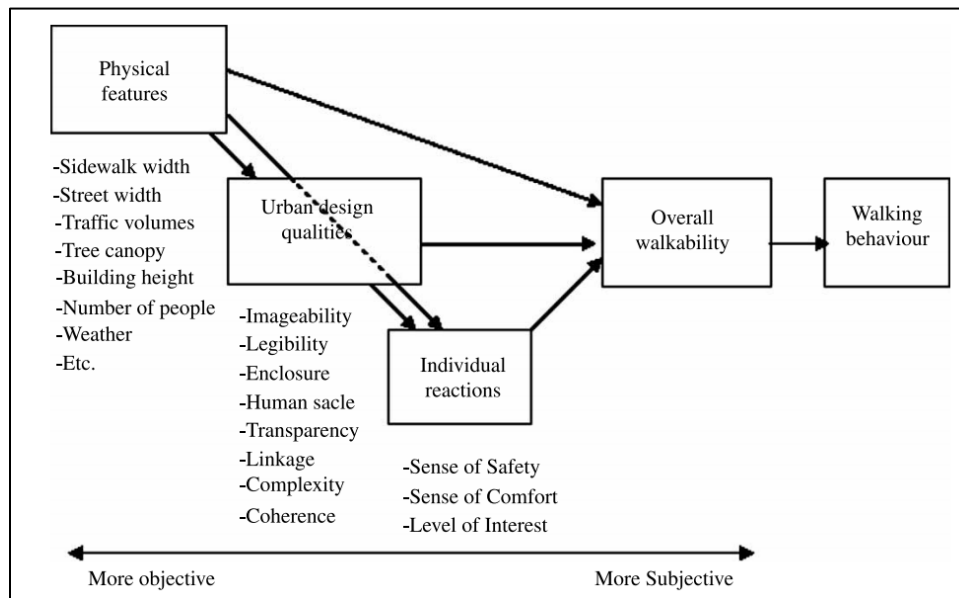 Physical
features
-Sidewalk width
-Street width
-Traffic volumes
-Tree canopy
-Building height
-Number of people
-Weather
-Etc.
Urban design
qualities
-Imageability
-Legibility
-Enclosure
-Human sacle
-Transparency
-Linkage
-Complexity
-Coherence
Individual
reactions
-Sense of Safety
-Sense of Comfort
-Level of Interest
Overall
walkability
Walking
behaviour
More objective
More Subjective